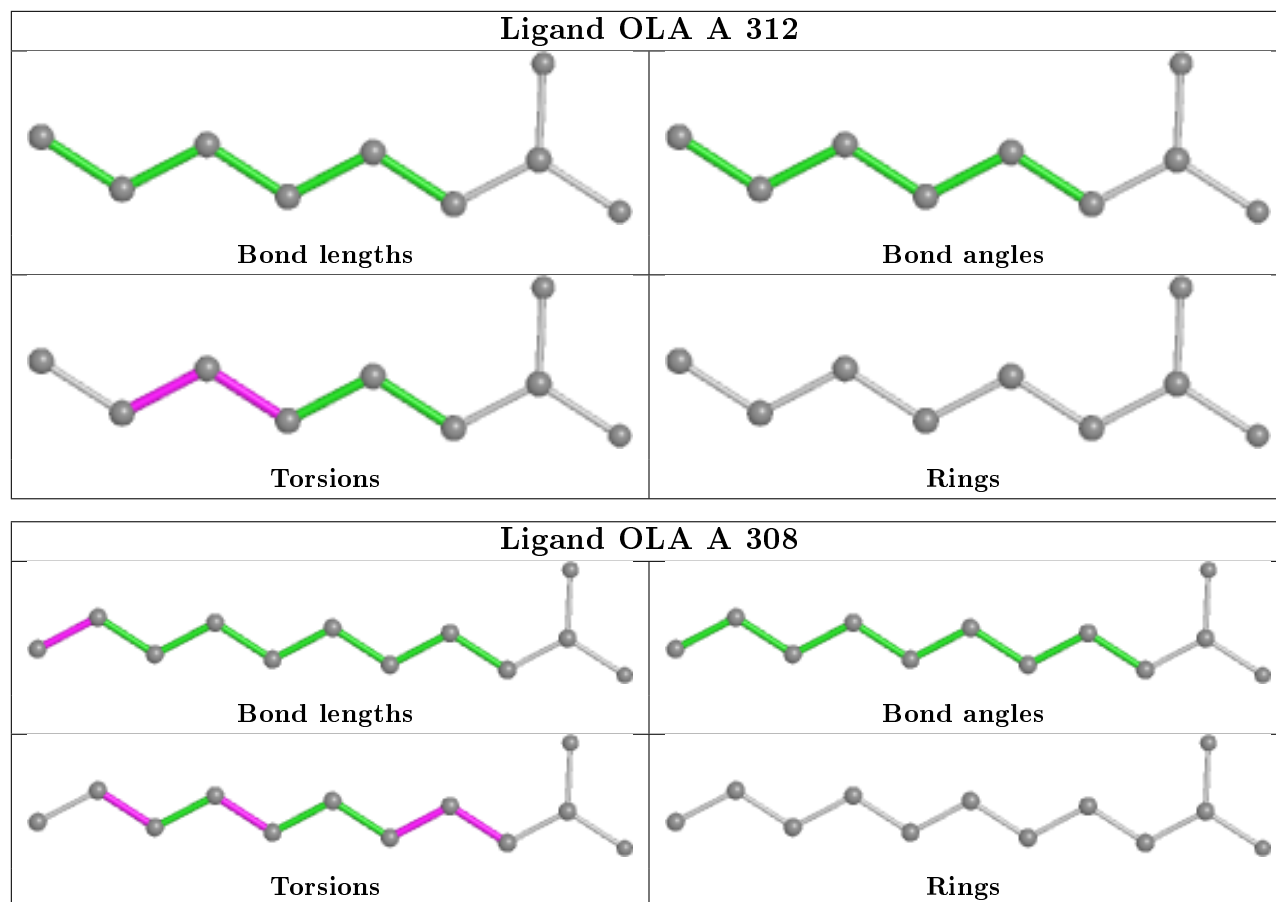 Ligand OLA A 312
Bond lengths
Bond angles
Torsions
Rings
Ligand OLA A 308
Bond lengths
Bond angles
Torsions
Rings